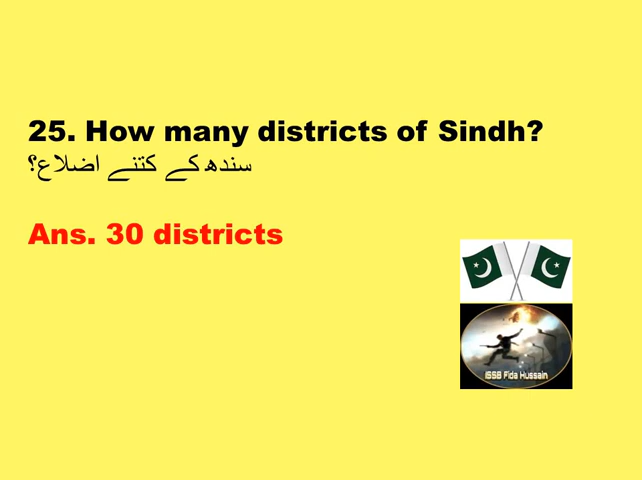 25. How many districts of Sindh?
سندھ کے کتنے اضلاع؟
Ans. 30 districts
ISSB Fida Hussain